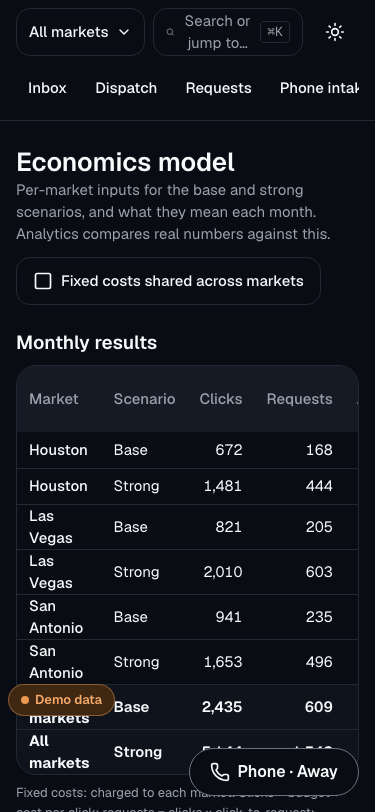 All markets
Search or
jump to...
⌘K
Inbox Dispatch Requests Phone intak
Economics model
Per-market inputs for the base and strong
scenarios, and what they mean each month.
Analytics compares real numbers against this.
Fixed costs shared across markets
Monthly results
Market Scenario Clicks Requests
Houston Base 672 168
Houston Strong 1,481 444
Las
Vegas Base 821 205
Las
Vegas Strong 2,010 603
San
Antonio Base 941 235
San
Antonio Strong 1,653 496
Demo data
markets Base 2,435 609
All
markets Strong
Phone · Away
Fixed costs: charged to each